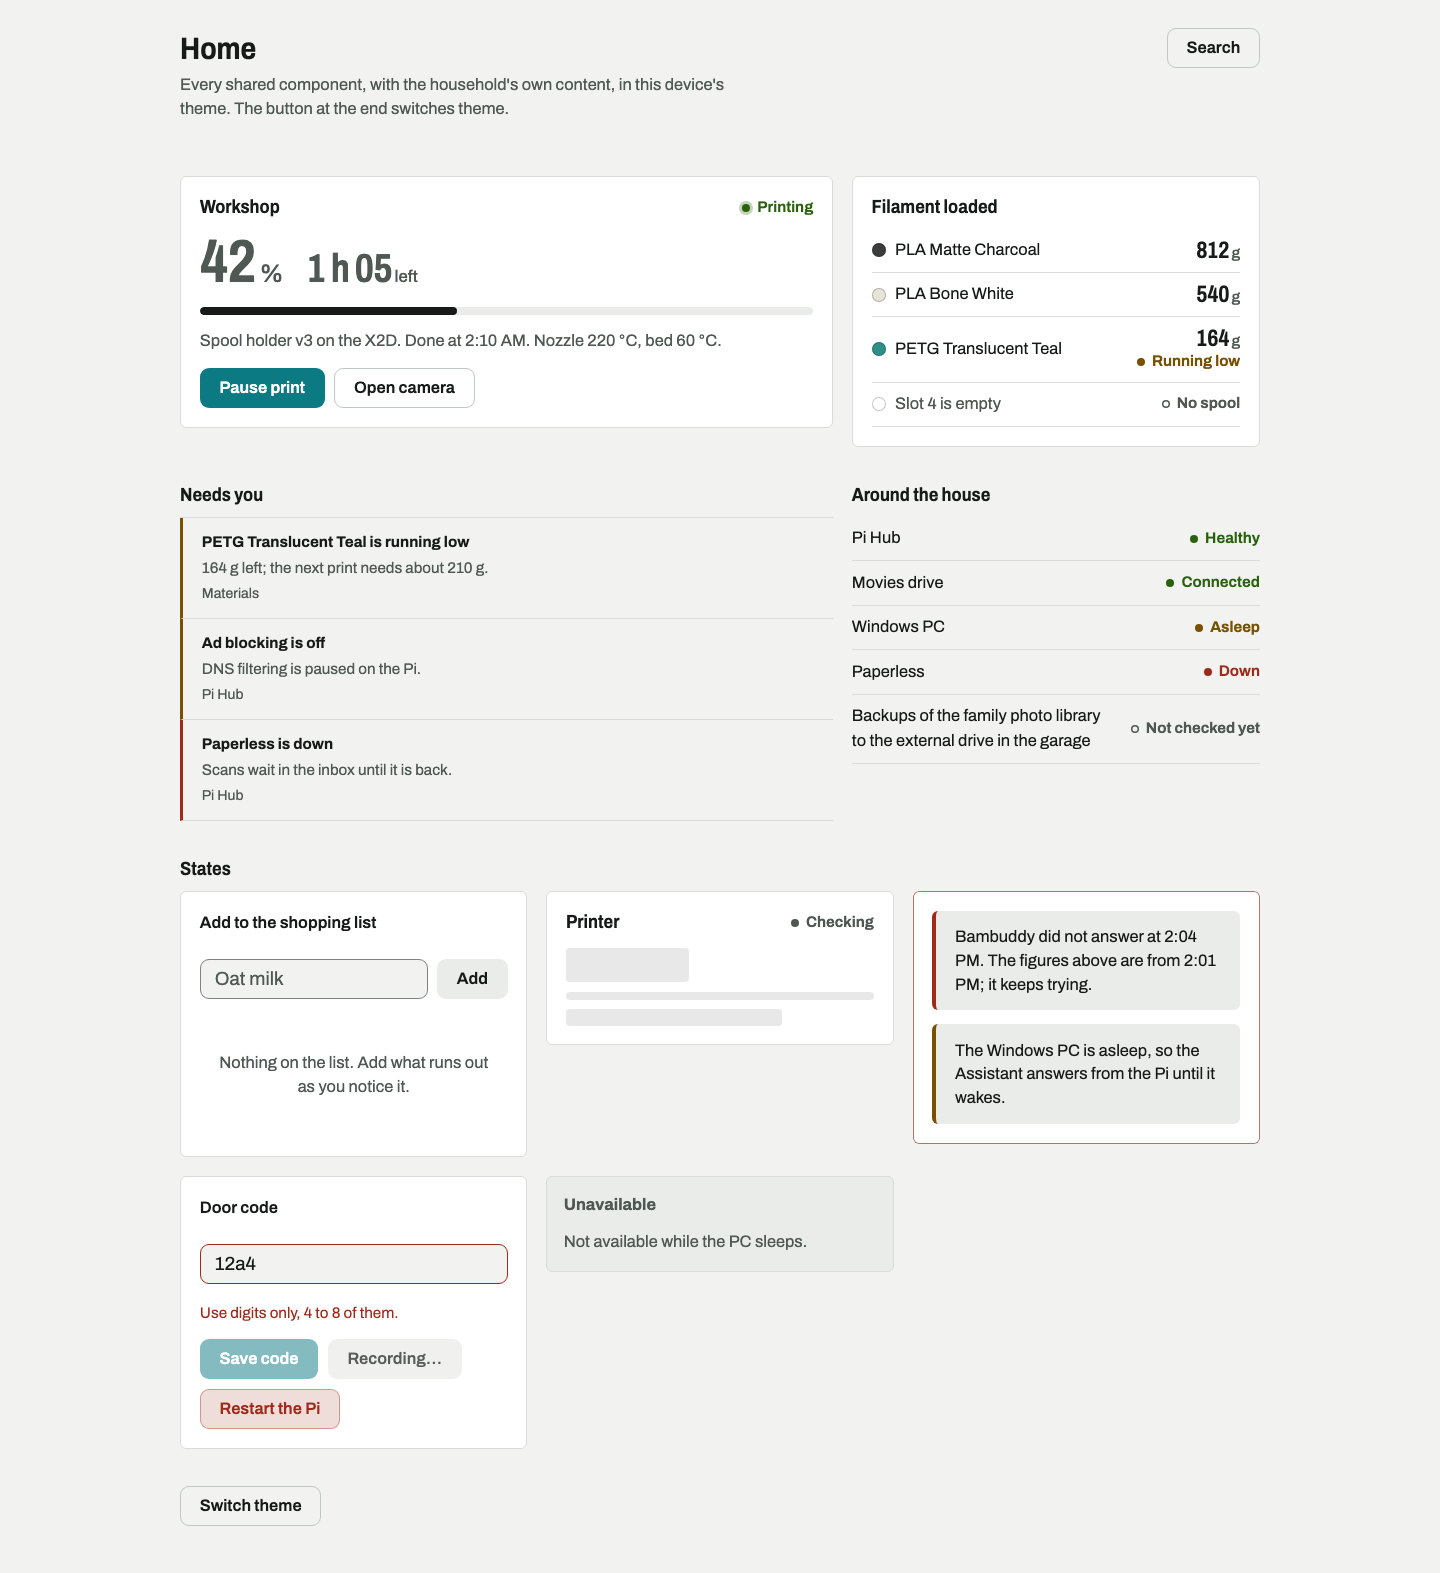 Home
Search
Every shared component, with the household's own content, in this device's
theme. The button at the end switches theme.
Workshop
Printing
42 % 1 h 05 left
Spool holder v3 on the X2D. Done at 2:10 AM. Nozzle 220 °C, bed 60 °C.
Pause print
Open camera
Filament loaded
PLA Matte Charcoal
812 g
PLA Bone White
540 g
PETG Translucent Teal
164 g
Running low
Slot 4 is empty
No spool
Needs you
PETG Translucent Teal is running low
164 g left; the next print needs about 210 g.
Materials
Ad blocking is off
DNS filtering is paused on the Pi.
Pi Hub
Paperless is down
Scans wait in the inbox until it is back.
Pi Hub
Around the house
Pi Hub
Healthy
Movies drive
Connected
Windows PC
Asleep
Paperless
Down
Backups of the family photo library
to the external drive in the garage
Not checked yet
States
Add to the shopping list
Oat milk
Add
Nothing on the list. Add what runs out
as you notice it.
Printer
Checking
Bambuddy did not answer at 2:04
PM. The figures above are from 2:01
PM; it keeps trying.
The Windows PC is asleep, so the
Assistant answers from the Pi until it
wakes.
Door code
12a4
Use digits only, 4 to 8 of them.
Save code
Recording...
Restart the Pi
Unavailable
Not available while the PC sleeps.
Switch theme